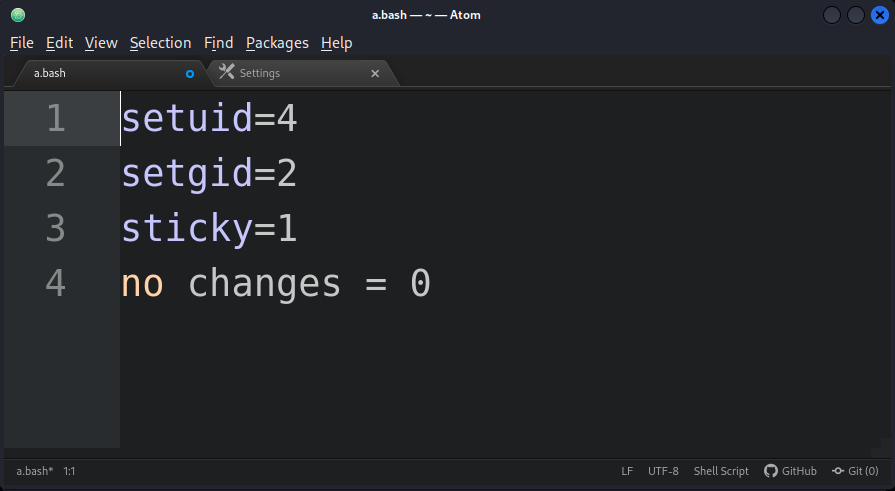 a.bash — ~ — Atom
File Edit View Selection Find Packages Help
a.bash Settings
1 setuid=4
2 setgid=2
3 sticky=1
4 no changes = 0
a.bash* 1:1 LF UTF-8 Shell Script GitHub Git (0)